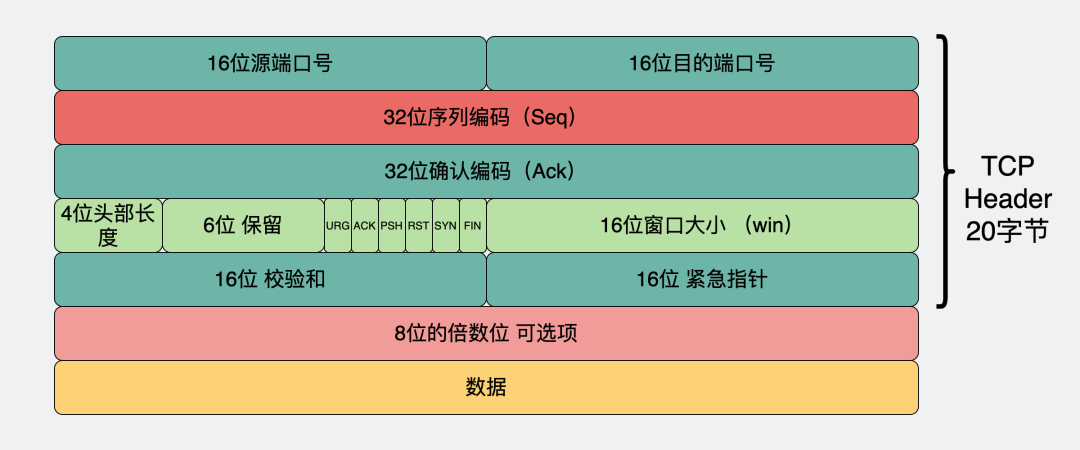 16位源端口号
16位目的端口号
32位序列编码（Seq）
32位确认编码（Ack）
4位头部长
度
6位 保留
URG
ACK
PSH
RST
SYN
FIN
16位窗口大小 （win）
16位 校验和
16位 紧急指针
8位的倍数位 可选项
数据
TCP
Header
20字节